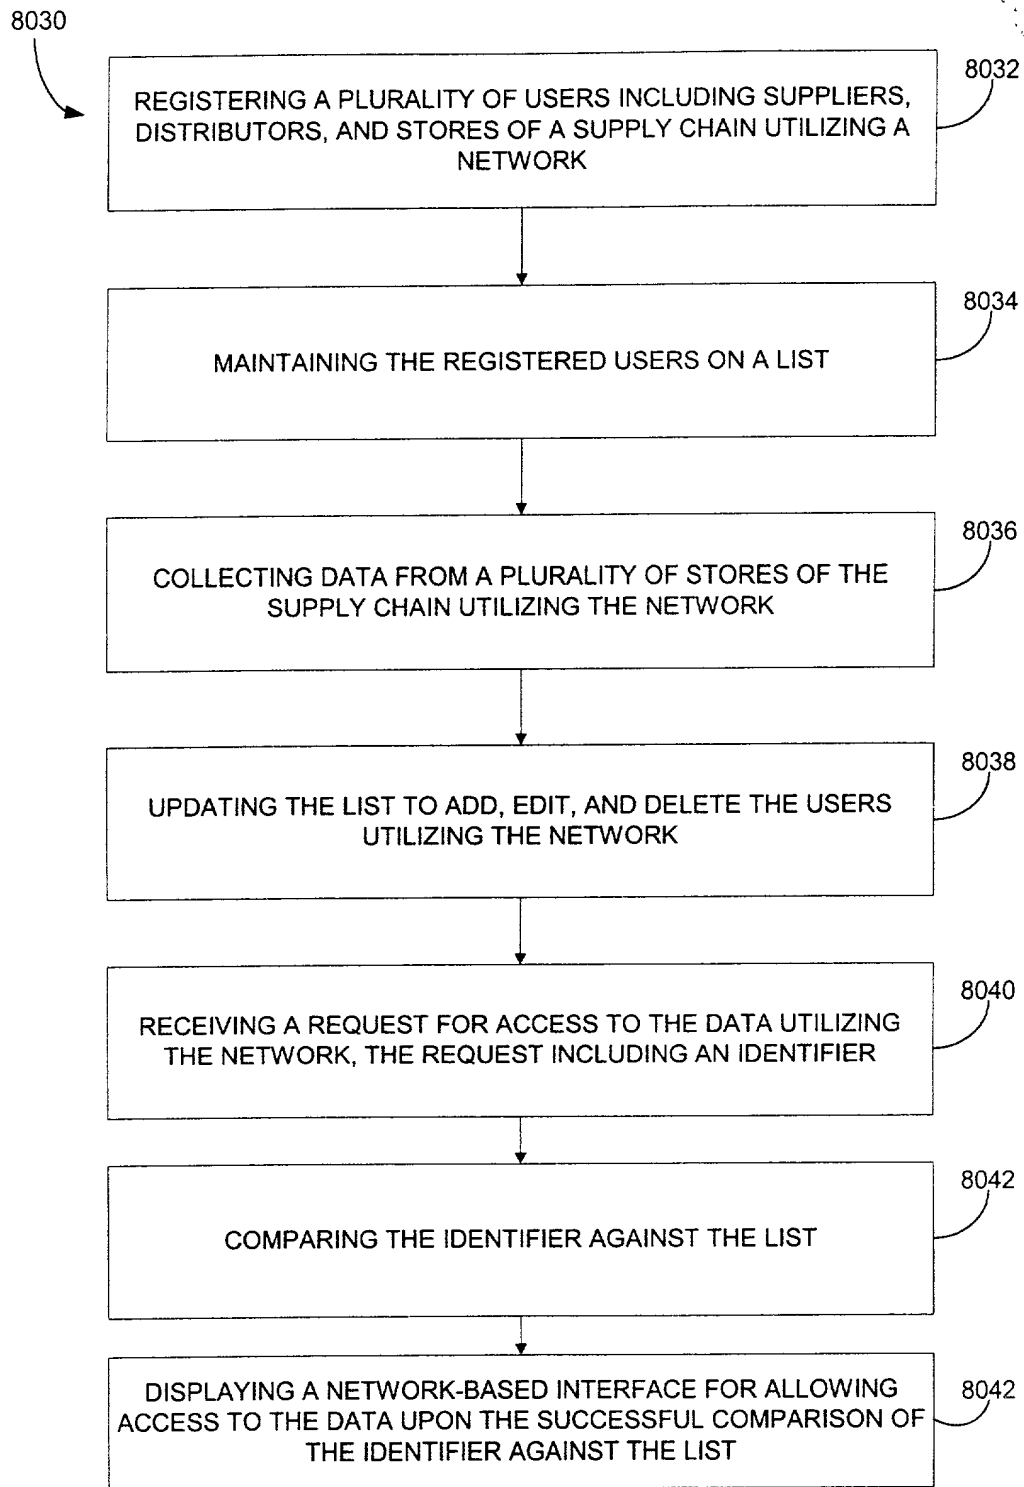 8030
8032
REGISTERING A PLURALITY OF USERS INCLUDING SUPPLIERS,
DISTRIBUTORS, AND STORES OF A SUPPLY CHAIN UTILIZING A
NETWORK
8034
MAINTAINING THE REGISTERED USERS ON A LIST
8036
COLLECTING DATA FROM A PLURALITY OF STORES OF THE
SUPPLY CHAIN UTILIZING THE NETWORK
8038
UPDATING THE LIST TO ADD, EDIT, AND DELETE THE USERS
UTILIZING THE NETWORK
8040
RECEIVING A REQUEST FOR ACCESS TO THE DATA UTILIZING
THE NETWORK, THE REQUEST INCLUDING AN IDENTIFIER
8042
COMPARING THE IDENTIFIER AGAINST THE LIST
8042
DISPLAYING A NETWORK-BASED INTERFACE FOR ALLOWING
ACCESS TO THE DATA UPON THE SUCCESSFUL COMPARISON OF
THE IDENTIFIER AGAINST THE LIST